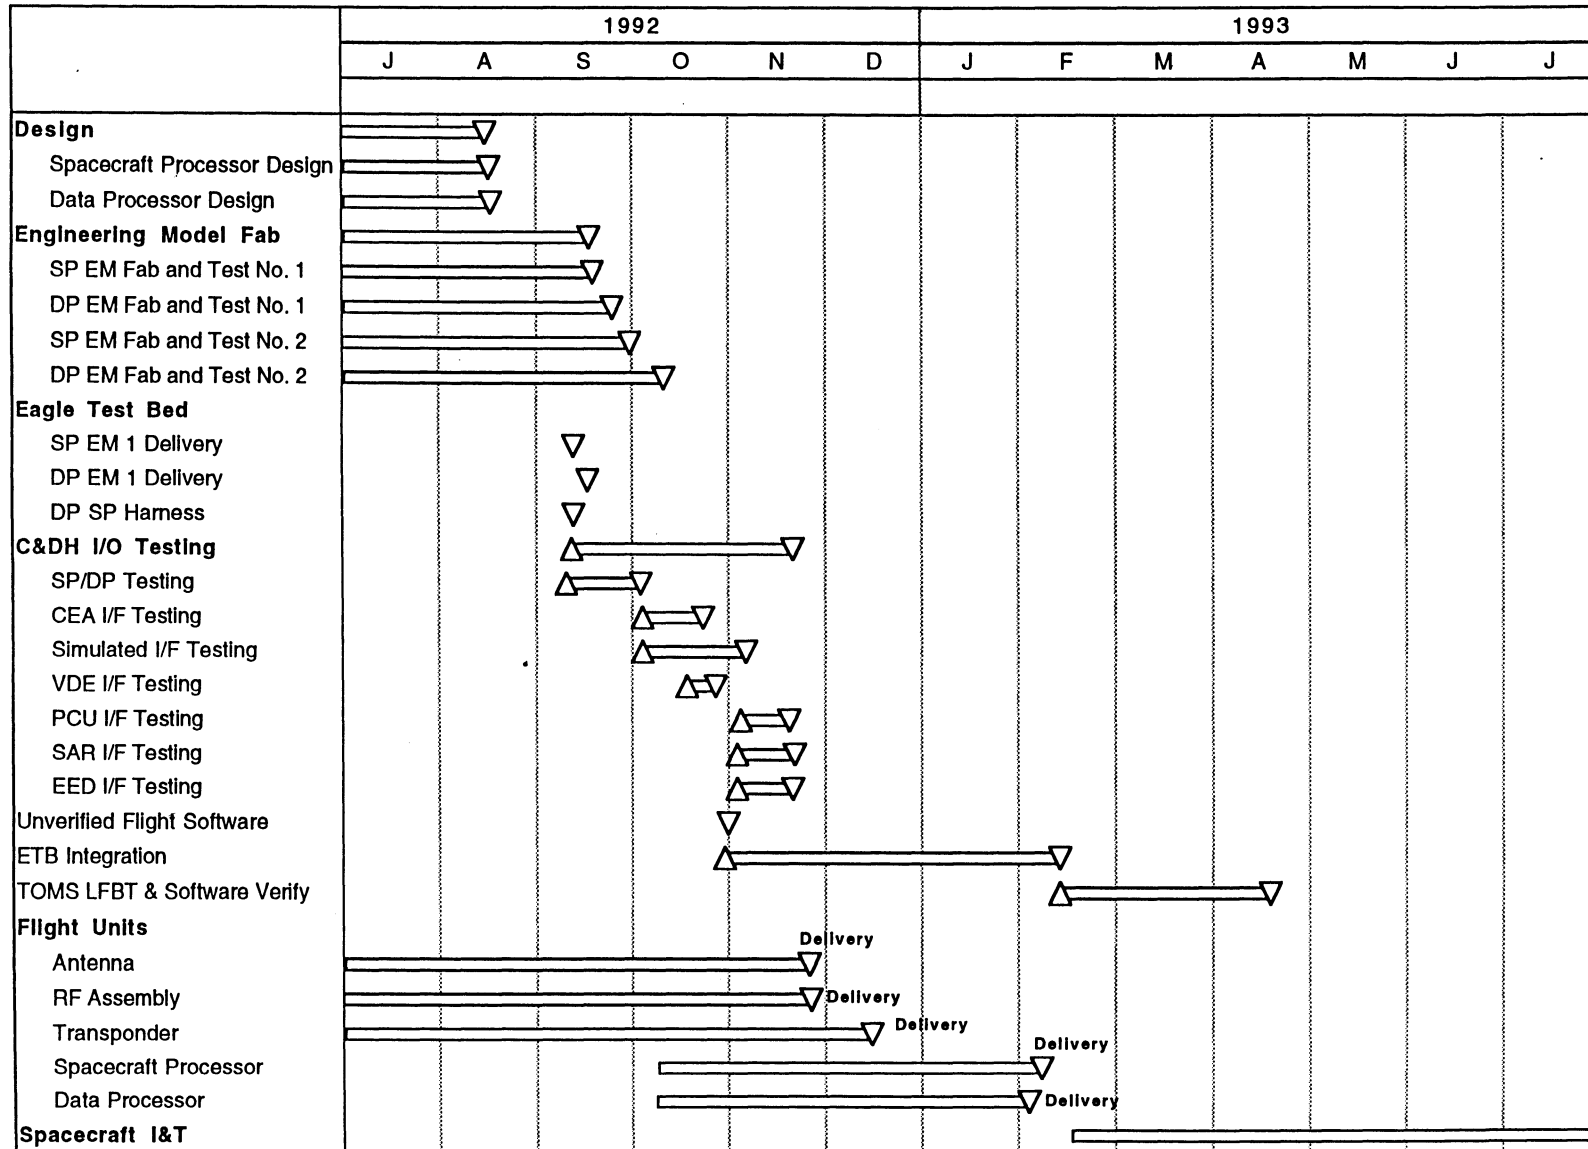 1992 1993
J A S O N D J F M A M J J
Design
Spacecraft Processor Design
Data Processor Design
Engineering Model Fab
SP EM Fab and Test No. 1
DP EM Fab and Test No. 1
SP EM Fab and Test No. 2
DP EM Fab and Test No. 2
Eagle Test Bed
SP EM 1 Delivery
DP EM 1 Delivery
DP SP Harness
C&DH I/O Testing
SP/DP Testing
CEA I/F Testing
Simulated I/F Testing
VDE I/F Testing
PCU I/F Testing
SAR I/F Testing
EED I/F Testing
Unverified Flight Software
ETB Integration
TOMS LFBT & Software Verify
Flight Units
Delivery
Antenna
RF Assembly Delivery
Transponder Delivery
Delivery
Spacecraft Processor
Data Processor Delivery
Spacecraft I&T